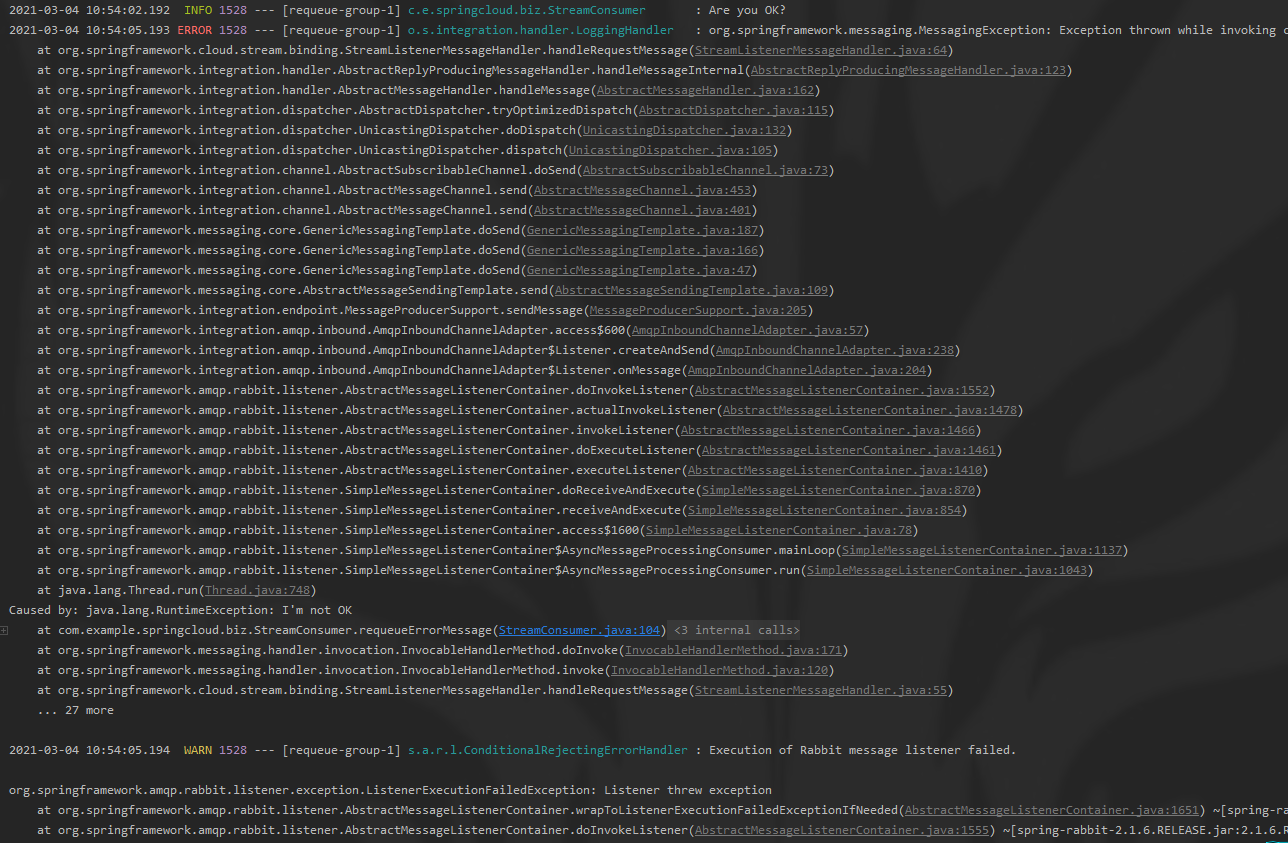 2021-03-04 10:54:02.192  INFO 1528 --- [requeue-group-1] c.e.springcloud.biz.StreamConsumer       : Are you OK?
2021-03-04 10:54:05.193 ERROR 1528 --- [requeue-group-1] o.s.integration.handler.LoggingHandler   : org.springframework.messaging.MessagingException: Exception thrown while invoking
    at org.springframework.cloud.stream.binding.StreamListenerMessageHandler.handleRequestMessage(StreamListenerMessageHandler.java:64)
    at org.springframework.integration.handler.AbstractReplyProducingMessageHandler.handleMessageInternal(AbstractReplyProducingMessageHandler.java:123)
    at org.springframework.integration.handler.AbstractMessageHandler.handleMessage(AbstractMessageHandler.java:162)
    at org.springframework.integration.dispatcher.AbstractDispatcher.tryOptimizedDispatch(AbstractDispatcher.java:115)
    at org.springframework.integration.dispatcher.UnicastingDispatcher.doDispatch(UnicastingDispatcher.java:132)
    at org.springframework.integration.dispatcher.UnicastingDispatcher.dispatch(UnicastingDispatcher.java:105)
    at org.springframework.integration.channel.AbstractSubscribableChannel.doSend(AbstractSubscribableChannel.java:73)
    at org.springframework.integration.channel.AbstractMessageChannel.send(AbstractMessageChannel.java:453)
    at org.springframework.integration.channel.AbstractMessageChannel.send(AbstractMessageChannel.java:401)
    at org.springframework.messaging.core.GenericMessagingTemplate.doSend(GenericMessagingTemplate.java:187)
    at org.springframework.messaging.core.GenericMessagingTemplate.doSend(GenericMessagingTemplate.java:166)
    at org.springframework.messaging.core.GenericMessagingTemplate.doSend(GenericMessagingTemplate.java:47)
    at org.springframework.messaging.core.AbstractMessageSendingTemplate.send(AbstractMessageSendingTemplate.java:109)
    at org.springframework.integration.endpoint.MessageProducerSupport.sendMessage(MessageProducerSupport.java:205)
    at org.springframework.integration.amqp.inbound.AmqpInboundChannelAdapter.access$600(AmqpInboundChannelAdapter.java:57)
    at org.springframework.integration.amqp.inbound.AmqpInboundChannelAdapter$Listener.createAndSend(AmqpInboundChannelAdapter.java:238)
    at org.springframework.integration.amqp.inbound.AmqpInboundChannelAdapter$Listener.onMessage(AmqpInboundChannelAdapter.java:204)
    at org.springframework.amqp.rabbit.listener.AbstractMessageListenerContainer.doInvokeListener(AbstractMessageListenerContainer.java:1552)
    at org.springframework.amqp.rabbit.listener.AbstractMessageListenerContainer.actualInvokeListener(AbstractMessageListenerContainer.java:1478)
    at org.springframework.amqp.rabbit.listener.AbstractMessageListenerContainer.invokeListener(AbstractMessageListenerContainer.java:1466)
    at org.springframework.amqp.rabbit.listener.AbstractMessageListenerContainer.doExecuteListener(AbstractMessageListenerContainer.java:1461)
    at org.springframework.amqp.rabbit.listener.AbstractMessageListenerContainer.executeListener(AbstractMessageListenerContainer.java:1410)
    at org.springframework.amqp.rabbit.listener.SimpleMessageListenerContainer.doReceiveAndExecute(SimpleMessageListenerContainer.java:870)
    at org.springframework.amqp.rabbit.listener.SimpleMessageListenerContainer.receiveAndExecute(SimpleMessageListenerContainer.java:854)
    at org.springframework.amqp.rabbit.listener.SimpleMessageListenerContainer.access$1600(SimpleMessageListenerContainer.java:78)
    at org.springframework.amqp.rabbit.listener.SimpleMessageListenerContainer$AsyncMessageProcessingConsumer.mainLoop(SimpleMessageListenerContainer.java:1137)
    at org.springframework.amqp.rabbit.listener.SimpleMessageListenerContainer$AsyncMessageProcessingConsumer.run(SimpleMessageListenerContainer.java:1043)
    at java.lang.Thread.run(Thread.java:748)
Caused by: java.lang.RuntimeException: I'm not OK
    at com.example.springcloud.biz.StreamConsumer.requeueErrorMessage(StreamConsumer.java:104) <3 internal calls>
    at org.springframework.messaging.handler.invocation.InvocableHandlerMethod.doInvoke(InvocableHandlerMethod.java:171)
    at org.springframework.messaging.handler.invocation.InvocableHandlerMethod.invoke(InvocableHandlerMethod.java:120)
    at org.springframework.cloud.stream.binding.StreamListenerMessageHandler.handleRequestMessage(StreamListenerMessageHandler.java:55)
    ... 27 more
2021-03-04 10:54:05.194  WARN 1528 --- [requeue-group-1] s.a.r.l.ConditionalRejectingErrorHandler : Execution of Rabbit message listener failed.
org.springframework.amqp.rabbit.listener.exception.ListenerExecutionFailedException: Listener threw exception
    at org.springframework.amqp.rabbit.listener.AbstractMessageListenerContainer.wrapToListenerExecutionFailedExceptionIfNeeded(AbstractMessageListenerContainer.java:1651) ~[spring-ra
    at org.springframework.amqp.rabbit.listener.AbstractMessageListenerContainer.doInvokeListener(AbstractMessageListenerContainer.java:1555) ~[spring-rabbit-2.1.6.RELEASE.jar:2.1.6.R